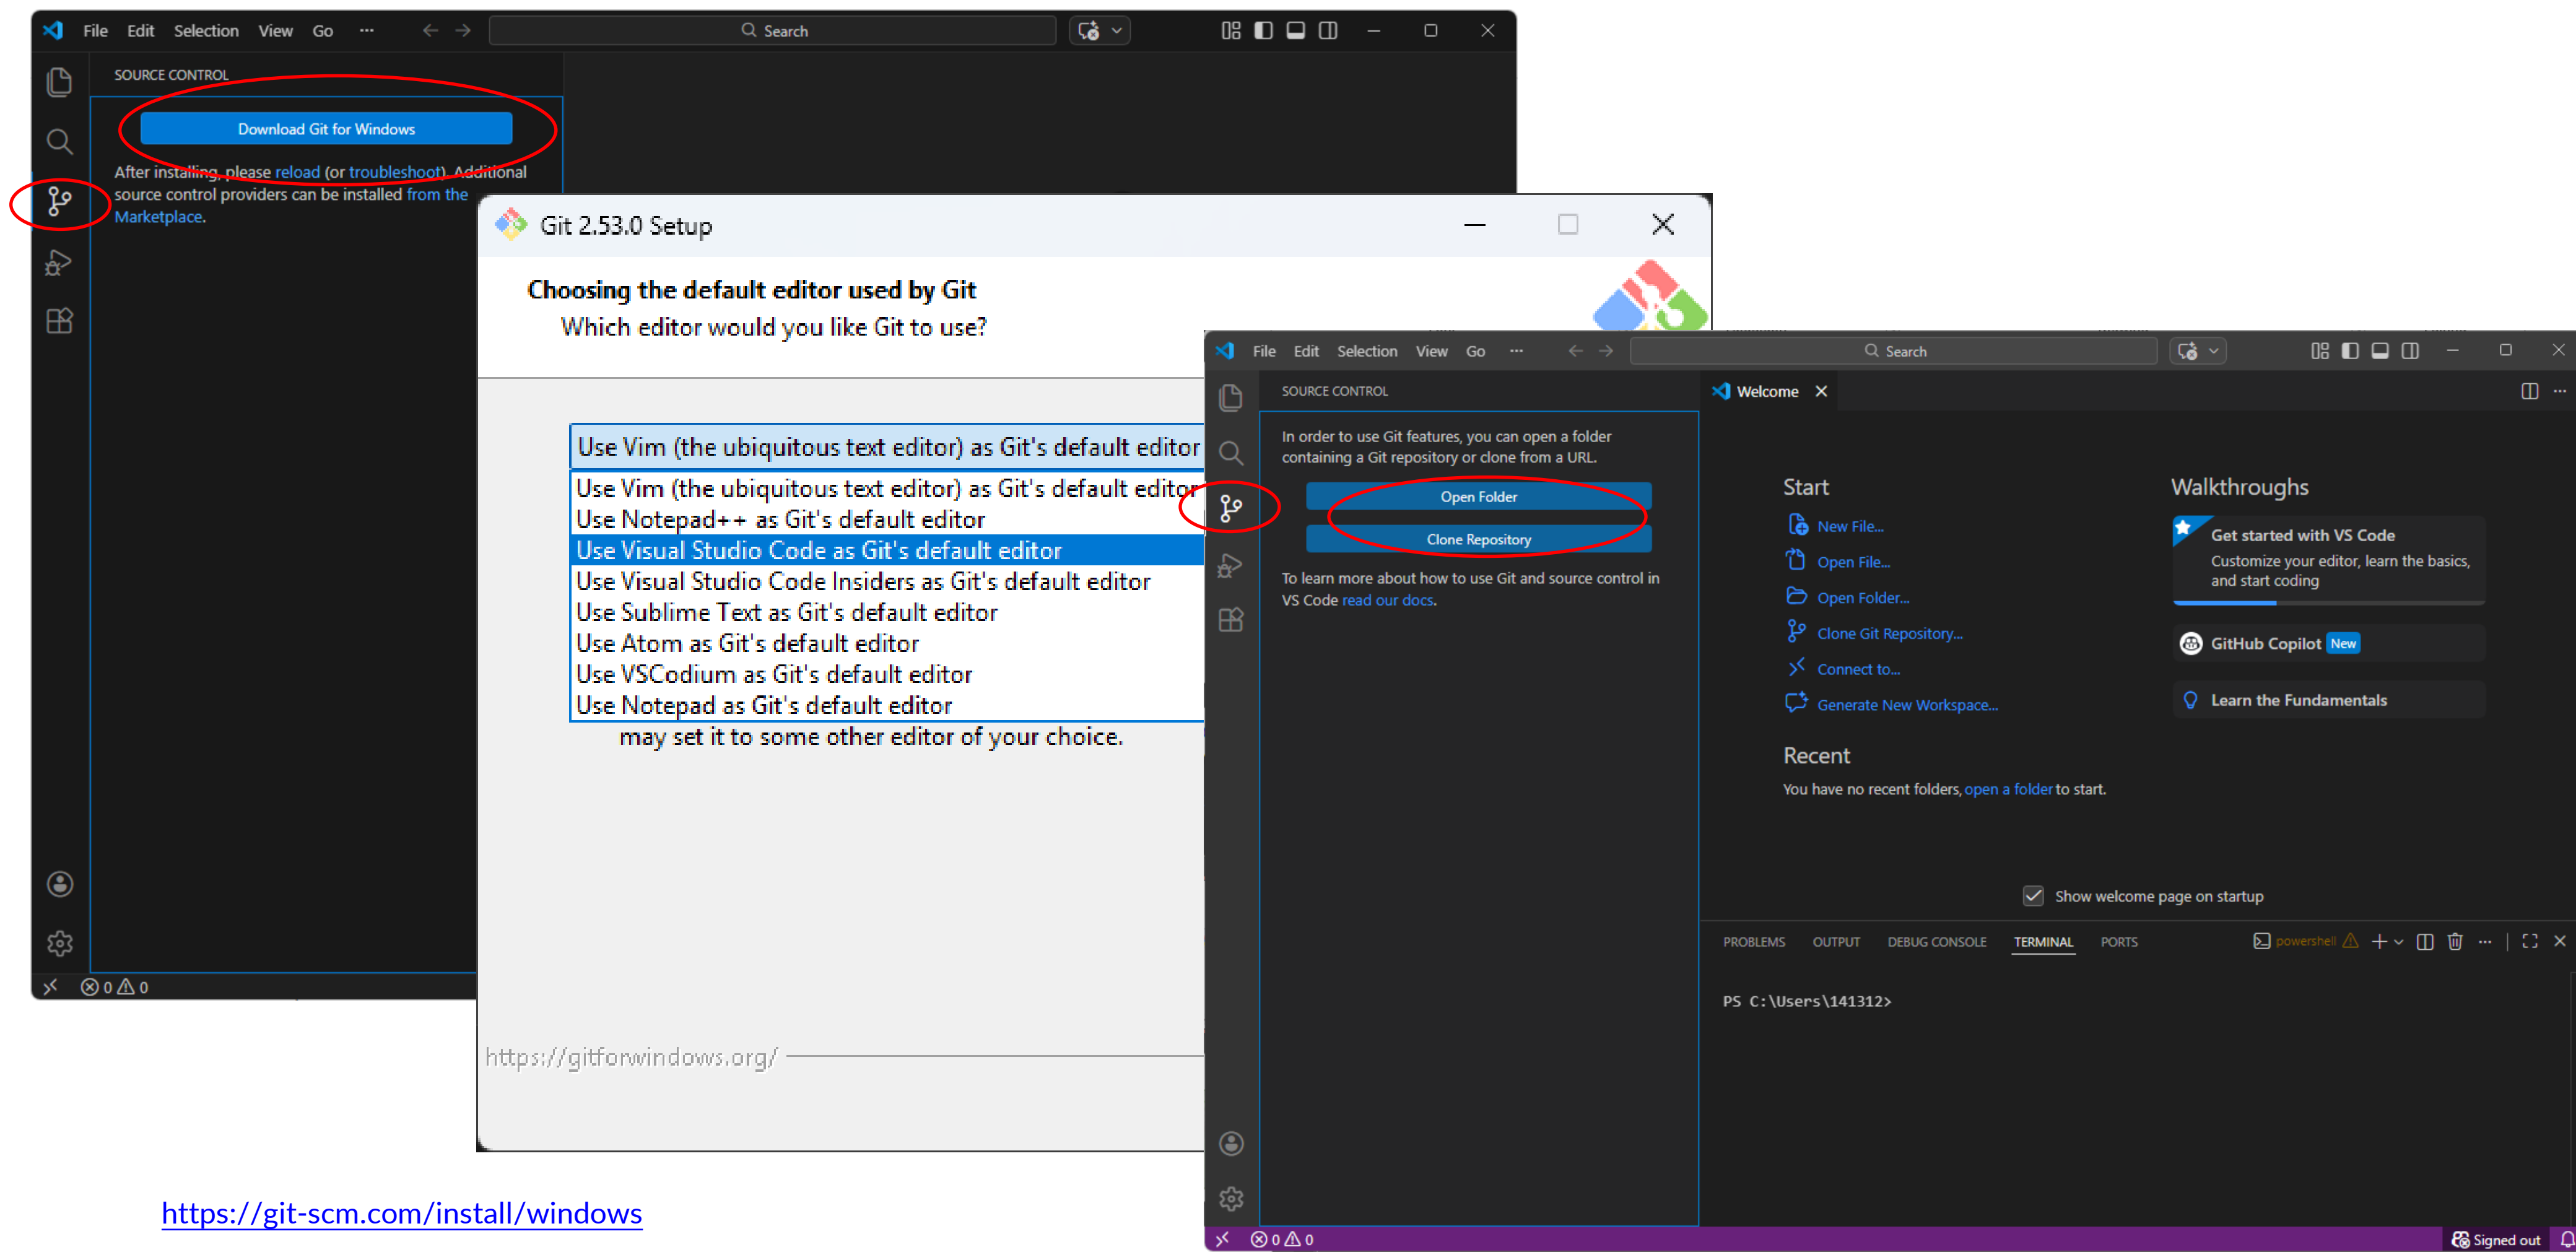 File Edit Selection View Go ··· Search
SOURCE CONTROL
Download Git for Windows
After installing, please reload (or troubleshoot). Additional
source control providers can be installed from the
Marketplace.
0 0
Git 2.53.0 Setup
Choosing the default editor used by Git
Which editor would you like Git to use?
Use Vim (the ubiquitous text editor) as Git's default editor
Use Vim (the ubiquitous text editor) as Git's default editor
Use Notepad++ as Git's default editor
Use Visual Studio Code as Git's default editor
Use Visual Studio Code Insiders as Git's default editor
Use Sublime Text as Git's default editor
Use Atom as Git's default editor
Use VSCodium as Git's default editor
Use Notepad as Git's default editor
may set it to some other editor of your choice.
https://gitforwindows.org/
File Edit Selection View Go ··· Search
SOURCE CONTROL
In order to use Git features, you can open a folder
containing a Git repository or clone from a URL.
Open Folder
Clone Repository
To learn more about how to use Git and source control in
VS Code read our docs.
Welcome
Start
New File...
Open File...
Open Folder...
Clone Git Repository...
Connect to...
Generate New Workspace...
Recent
You have no recent folders, open a folder to start.
Walkthroughs
Get started with VS Code
Customize your editor, learn the basics,
and start coding
GitHub Copilot New
Learn the Fundamentals
Show welcome page on startup
PROBLEMS OUTPUT DEBUG CONSOLE TERMINAL PORTS powershell
PS C:\Users\141312>
0 0 Signed out
https://git-scm.com/install/windows